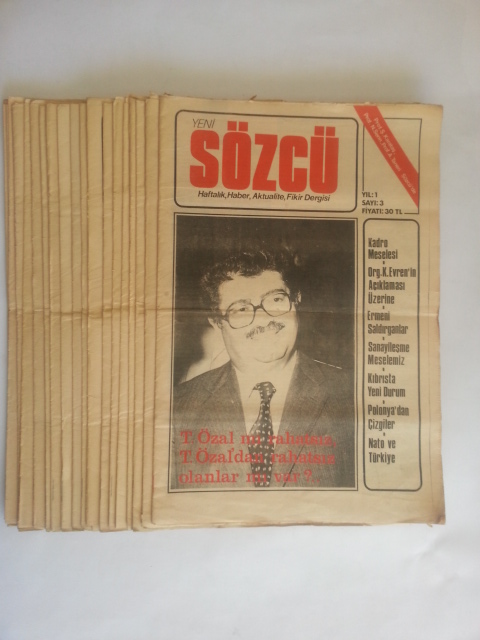 YENİ
SÖZCÜ
Haftalık, Haber, Aktualite, Fikir Dergisi
YIL: 1
SAYI: 3
FİYATI: 30 TL
Kadro
Meselesi
Org.K.Evren'in
Açıklaması
Üzerine
Ermeni
Saldırganlar
Sanayileşme
Meselemiz
Kıbrısta
Yeni Durum
Polonya'dan
Çizgiler
Nato ve
Türkiye
T. Özal mı rahatsız,
T. Özal'dan rahatsız
olanlar mı var?..